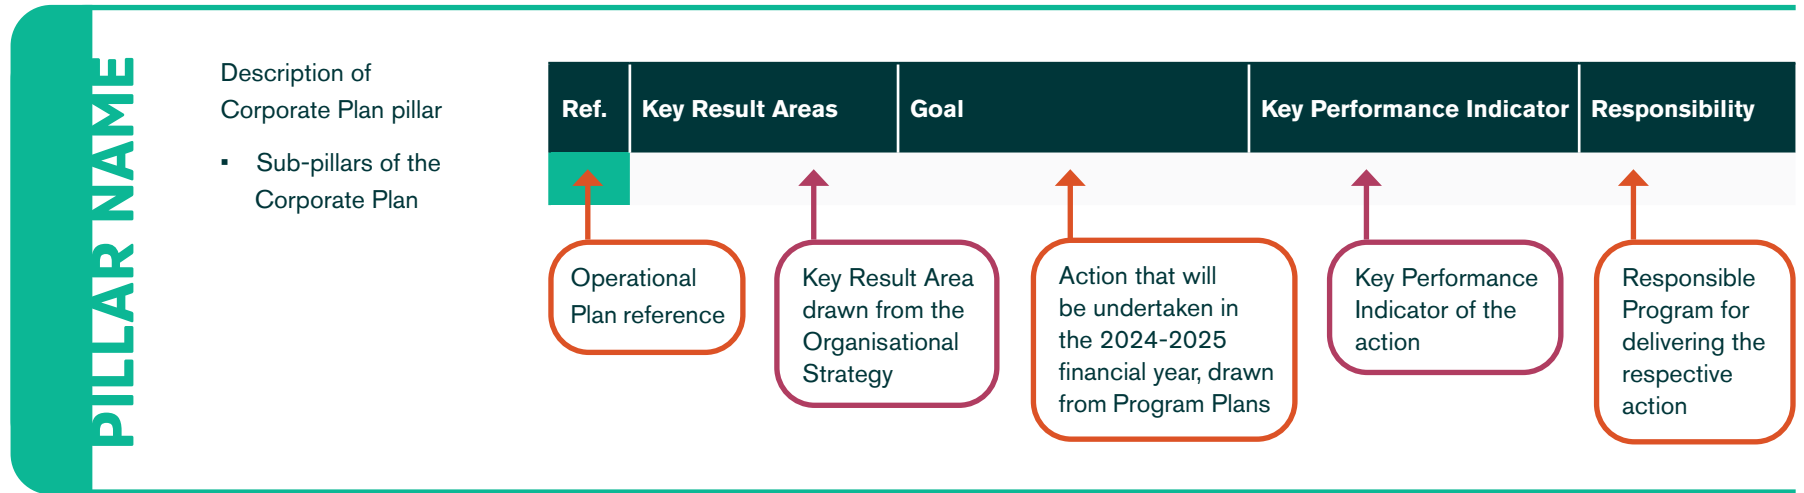 PILLAR NAME
Description of
Corporate Plan pillar
▪ Sub-pillars of the
Corporate Plan
Ref. Key Result Areas Goal Key Performance Indicator Responsibility
Operational
Plan reference
Key Result Area
drawn from the
Organisational
Strategy
Action that will
be undertaken in
the 2024-2025
financial year, drawn
from Program Plans
Key Performance
Indicator of the
action
Responsible
Program for
delivering the
respective
action